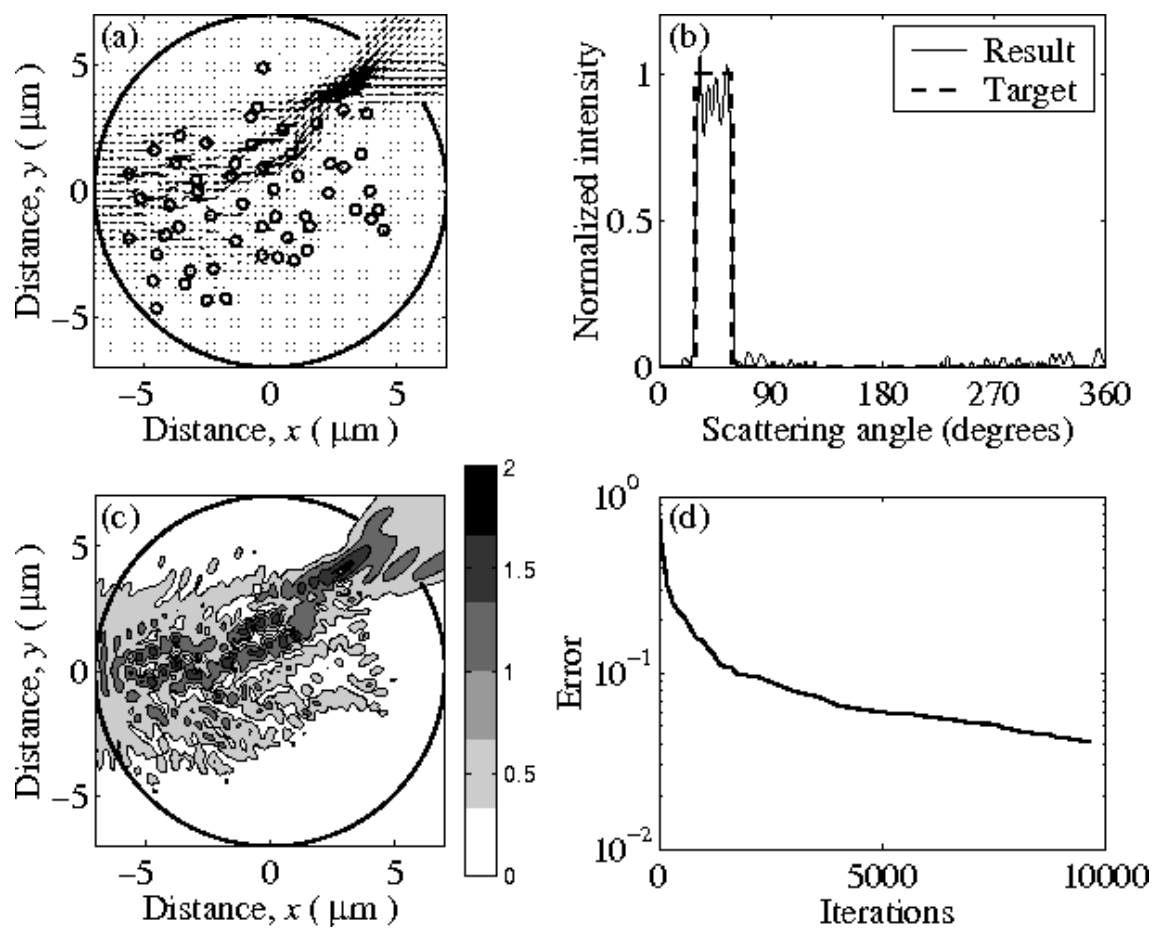 (a)
5
0
−5
Distance, y ( μm )
−5 0 5
Distance, x ( μm )
(b)
Result
Target
1
0.5
0
Normalized intensity
0 90 180 270 360
Scattering angle (degrees)
(c)
5
0
−5
Distance, y ( μm )
−5 0 5
Distance, x ( μm )
2
1.5
1
0.5
0
(d)
10⁰
10⁻¹
10⁻²
Error
0 5000 10000
Iterations